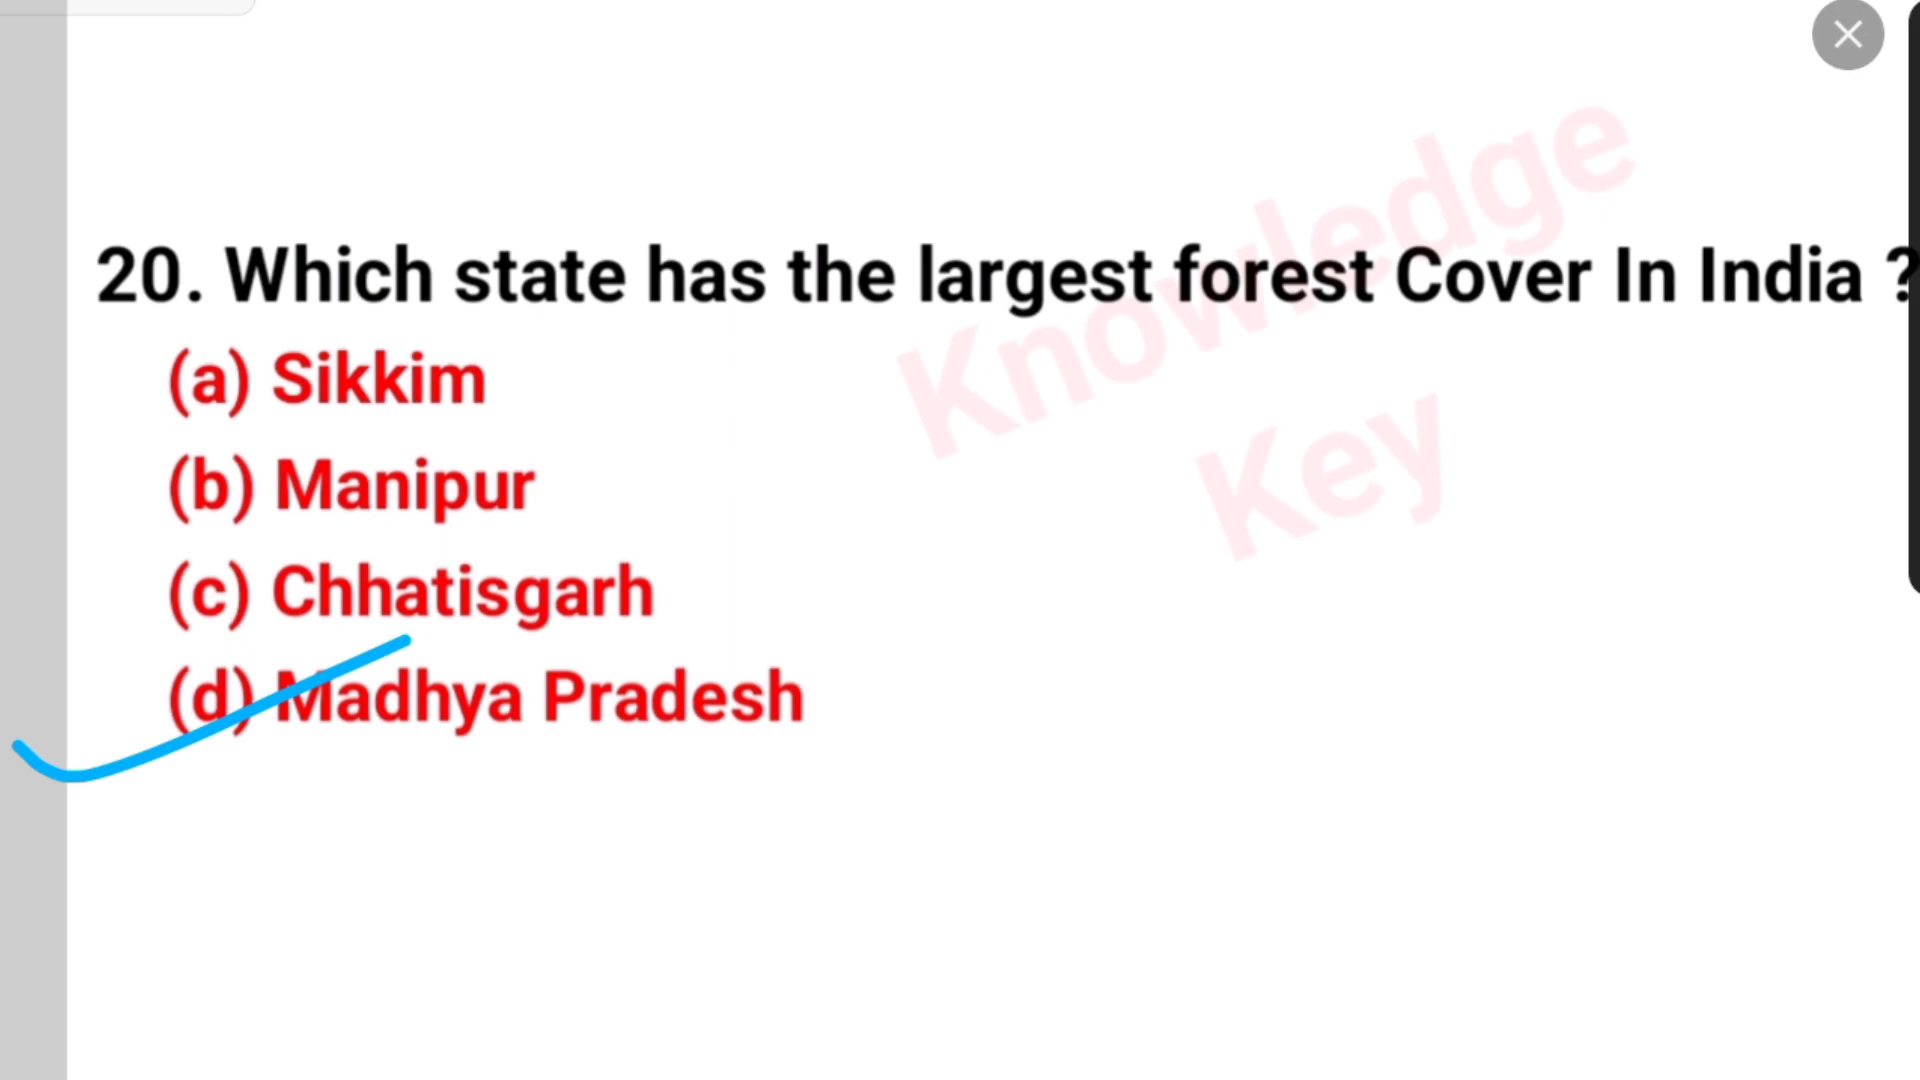 20. Which state has the largest forest Cover In India ?
(a) Sikkim
(b) Manipur
(c) Chhatisgarh
(d) Madhya Pradesh
Knowledge
Key